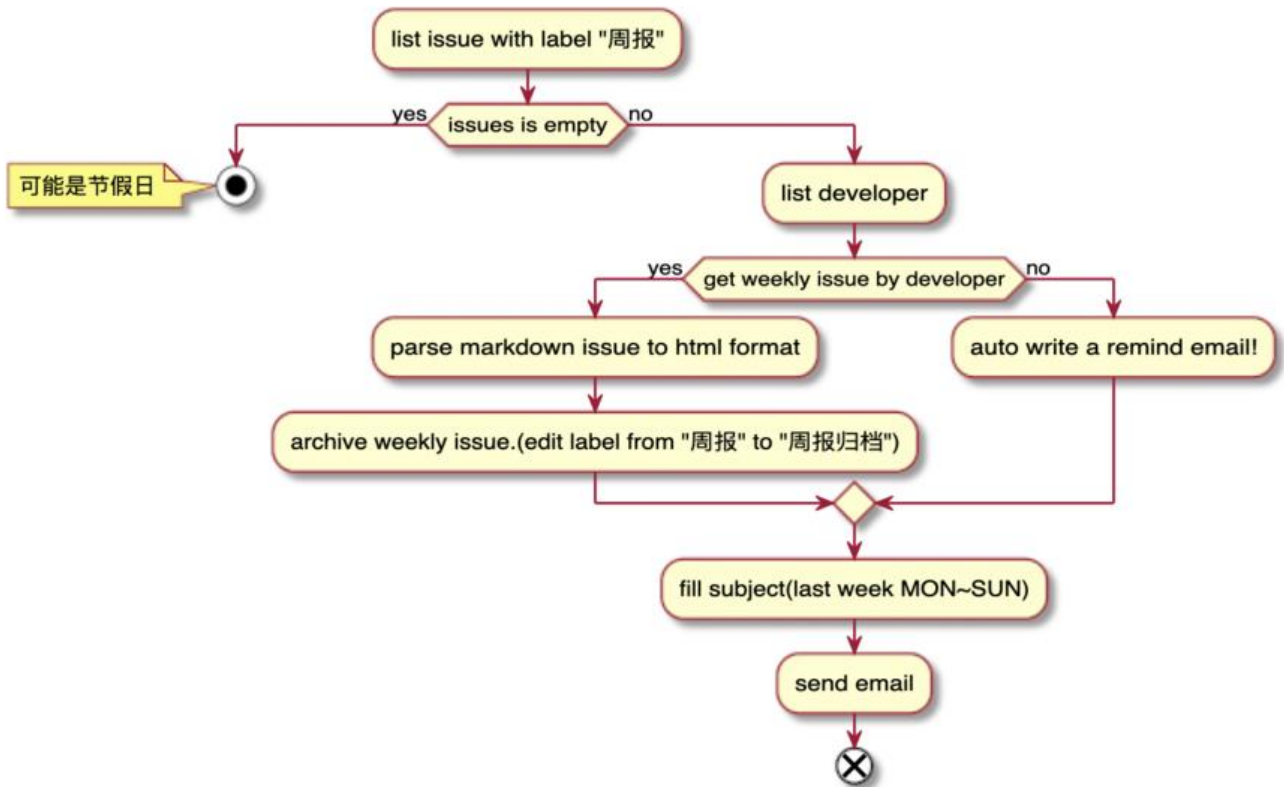 list issue with label "周报"
yes
issues is empty
no
可能是节假日
list developer
yes
get weekly issue by developer
no
parse markdown issue to html format
auto write a remind email!
archive weekly issue.(edit label from "周报" to "周报归档")
fill subject(last week MON~SUN)
send email